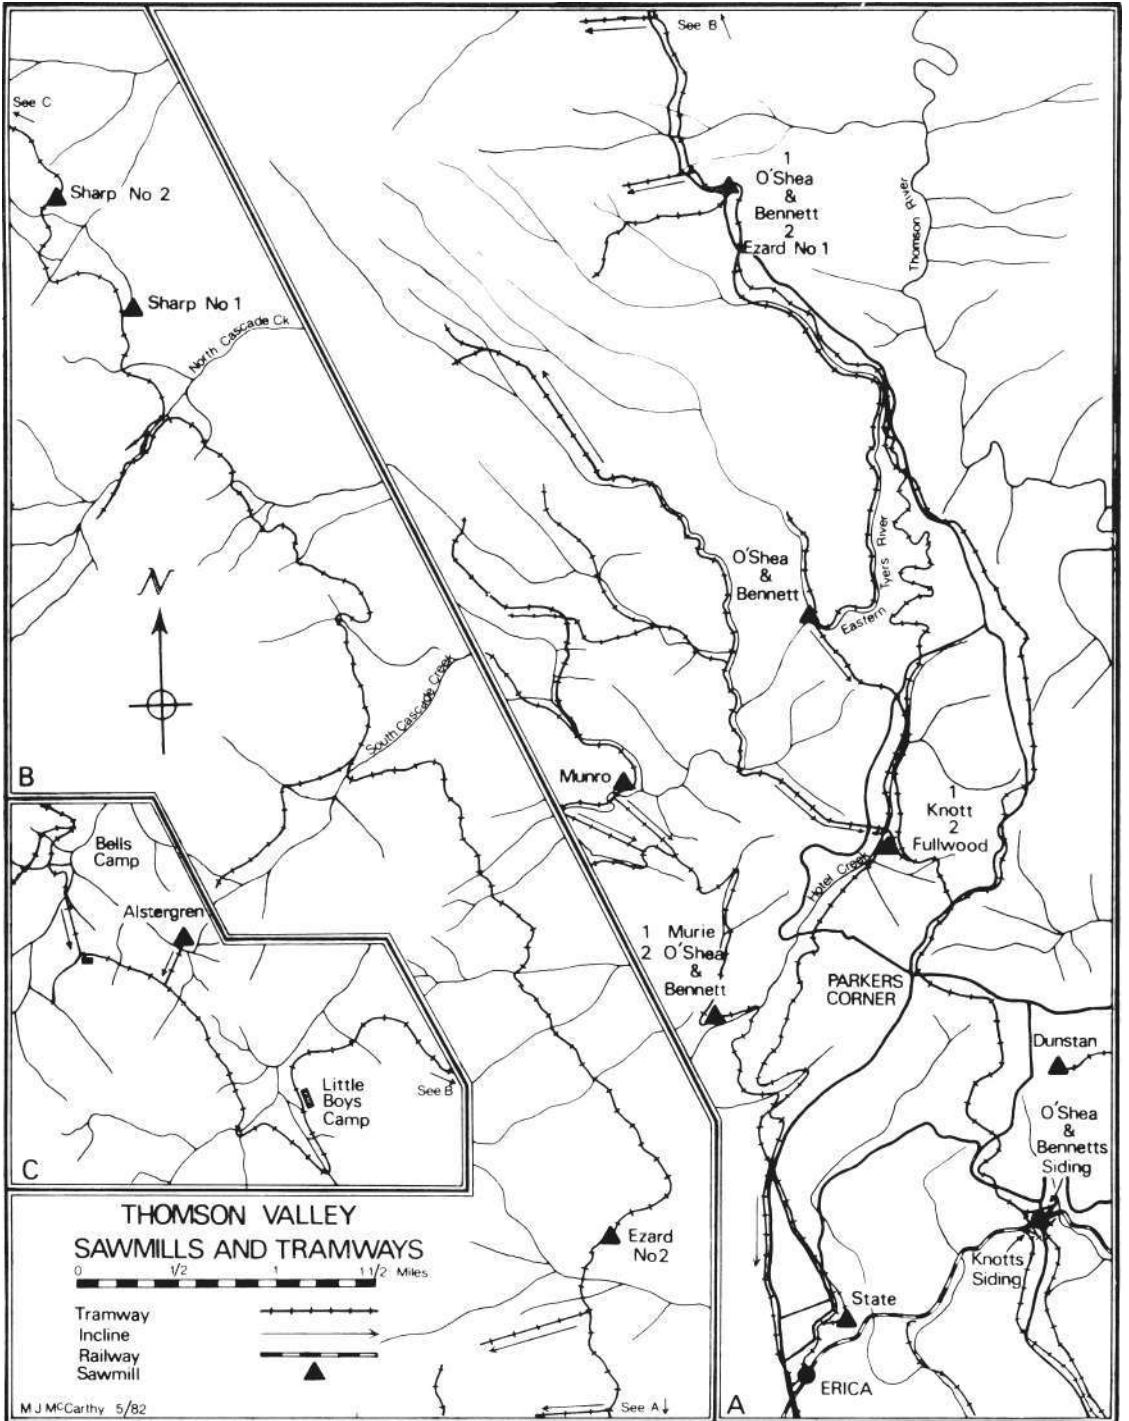 See B
See C
Sharp No 2
Sharp No 1
North Cascade Ck
1
O'Shea
&
Bennett
2
Ezard No 1
Thomson River
O'Shea
&
Bennett
Eastern Tyers River
N
South Cascade Creek
B
Munro
1
Knott
2
Fullwood
Hotel Creek
Bells
Camp
Alstergren
1 Murie
2 O'Shea
&
Bennett
PARKERS
CORNER
Dunstan
O'Shea
&
Bennetts
Siding
See B
Little
Boys
Camp
C
Knotts
Siding
THOMSON VALLEY
SAWMILLS AND TRAMWAYS
0 1/2 1 1 1/2 Miles
Tramway
Incline
Railway
Sawmill
Ezard
No 2
State
ERICA
M J McCarthy 5/82
See A
A